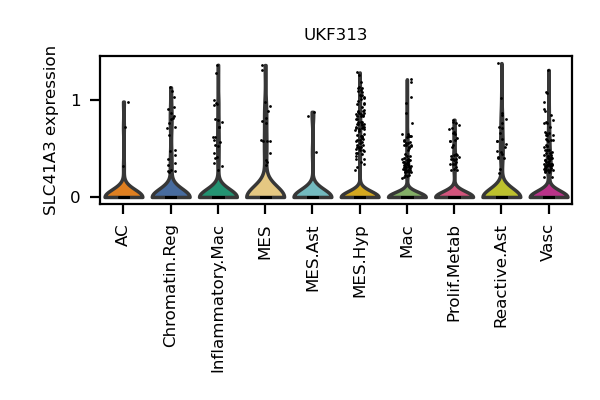 UKF313
SLC41A3 expression
1
0
AC
Chromatin.Reg
Inflammatory.Mac
MES
MES.Ast
MES.Hyp
Mac
Prolif.Metab
Reactive.Ast
Vasc